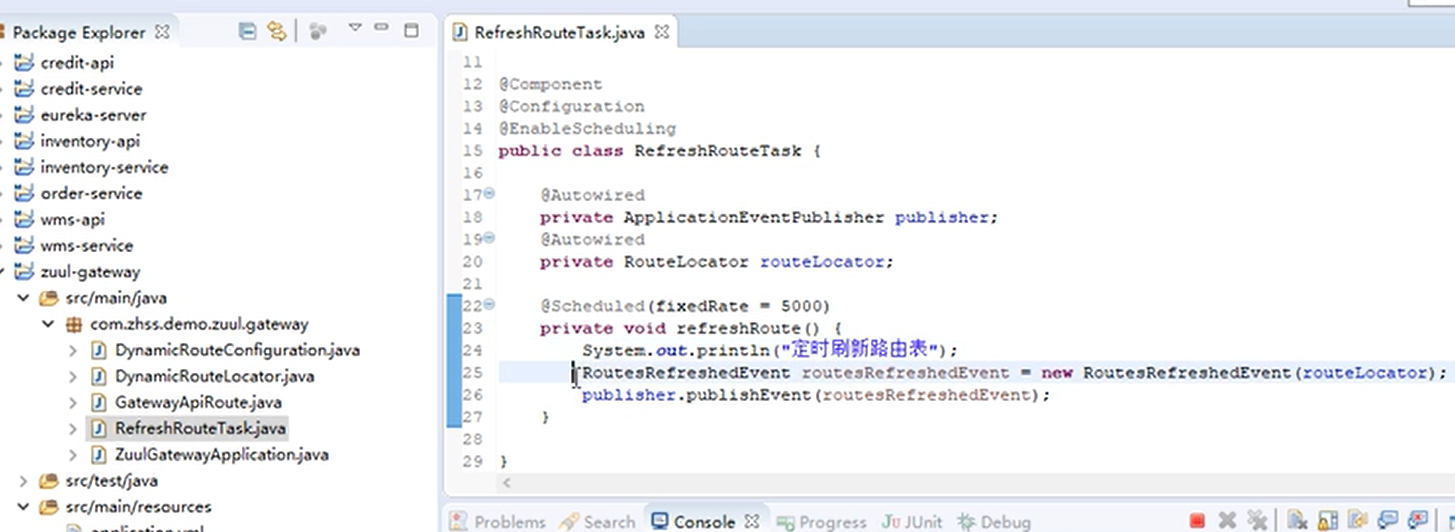 Package Explorer
credit-api
credit-service
eureka-server
inventory-api
inventory-service
order-service
wms-api
wms-service
zuul-gateway
src/main/java
com.zhss.demo.zuul.gateway
DynamicRouteConfiguration.java
DynamicRouteLocator.java
GatewayApiRoute.java
RefreshRouteTask.java
ZuulGatewayApplication.java
src/test/java
src/main/resources
application.yml
RefreshRouteTask.java
11
12 @Component
13 @Configuration
14 @EnableScheduling
15 public class RefreshRouteTask {
16
17 @Autowired
18 private ApplicationEventPublisher publisher;
19 @Autowired
20 private RouteLocator routeLocator;
21
22 @Scheduled(fixedRate = 5000)
23 private void refreshRoute() {
24 System.out.println("定时刷新路由表");
25 RoutesRefreshedEvent routesRefreshedEvent = new RoutesRefreshedEvent(routeLocator);
26 publisher.publishEvent(routesRefreshedEvent);
27 }
28
29 }
Problems Search Console Progress JUnit Debug